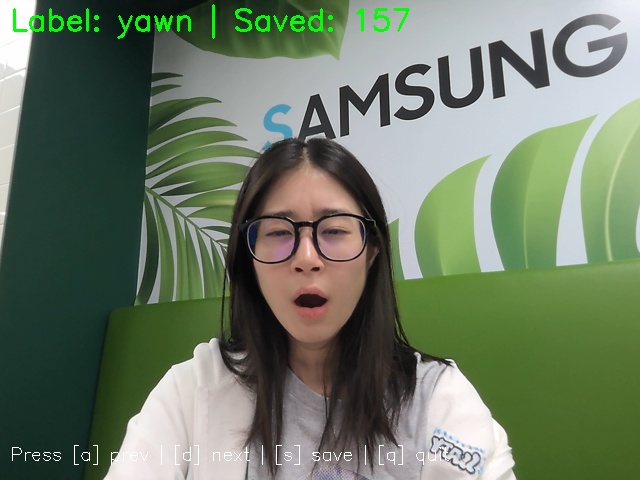 Label: yawn | Saved: 157
SAMSUNG
Press [a] prev | [d] next | [s] save | [q] quit